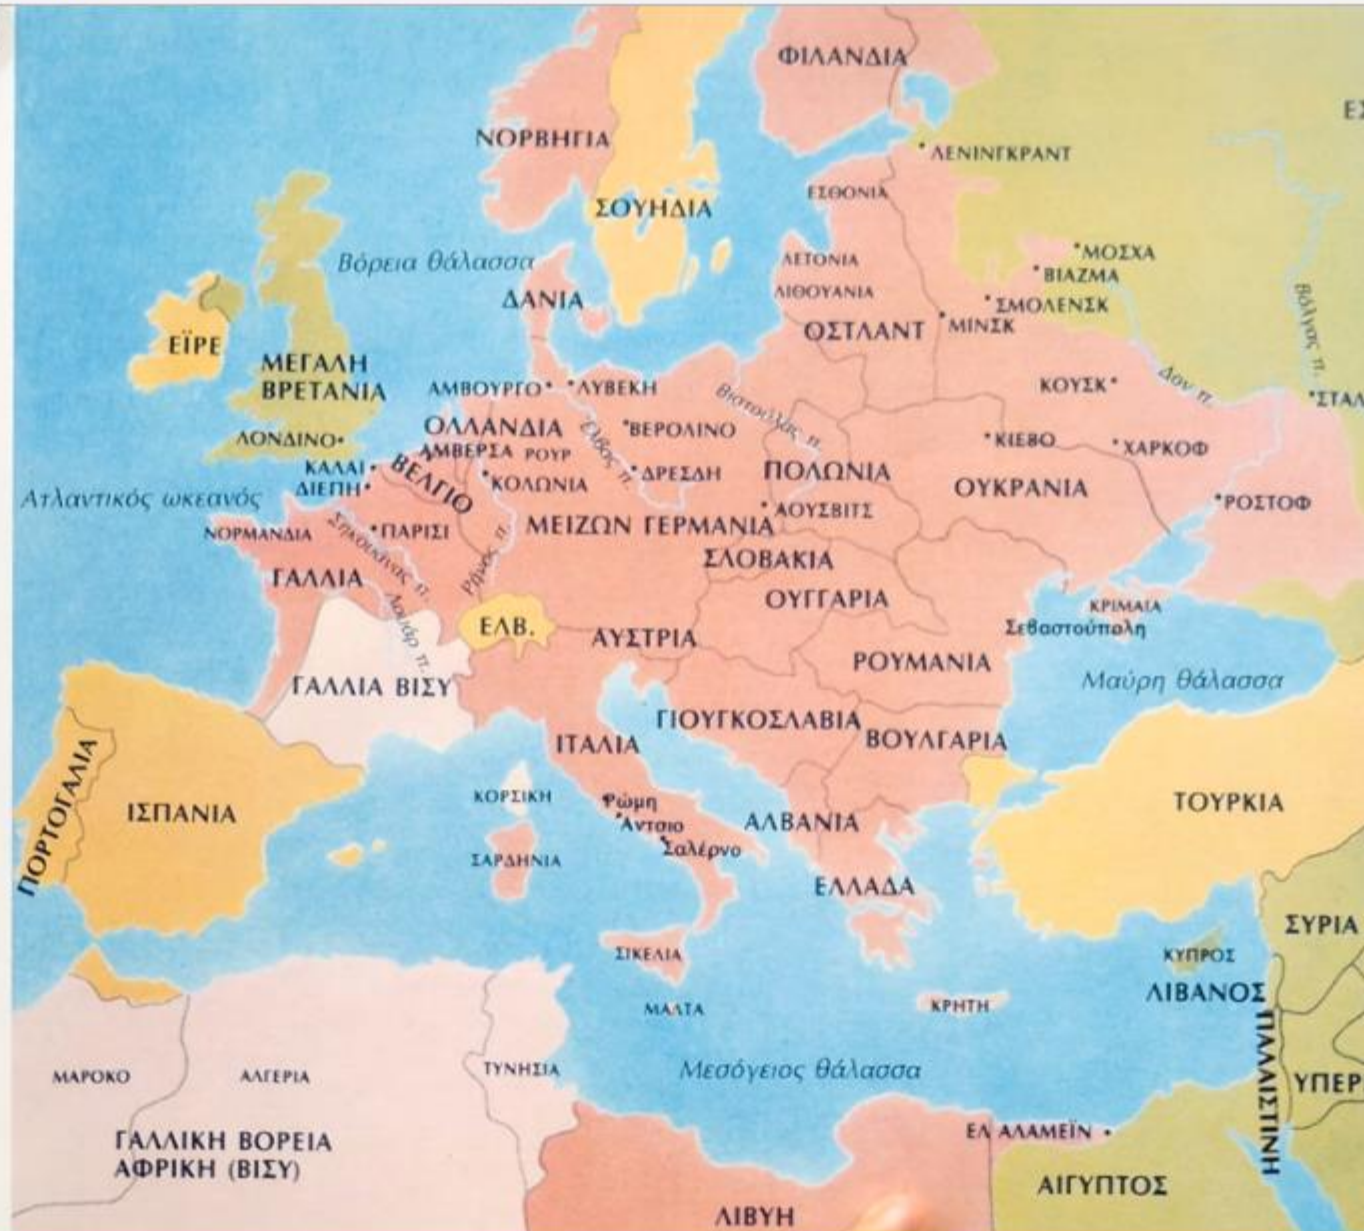 ΦΙΛΑΝΔΙΑ
ΕΣ
ΝΟΡΒΗΓΙΑ
ΛΕΝΙΝΓΚΡΑΝΤ
ΕΣΘΟΝΙΑ
ΣΟΥΗΔΙΑ
Βόρεια θάλασσα
ΛΕΤΟΝΙΑ
ΜΟΣΧΑ
ΒΙΑΖΜΑ
ΔΑΝΙΑ
ΛΙΘΟΥΑΝΙΑ
ΣΜΟΛΕΝΣΚ
Βόλγας π.
ΟΣΤΛΑΝΤ
ΜΙΝΣΚ
ΕΪΡΕ
ΜΕΓΑΛΗ
ΒΡΕΤΑΝΙΑ
ΑΜΒΟΥΡΓΟ
ΛΥΒΕΚΗ
Βιστούλας π.
ΚΟΥΣΚ
Δον π.
ΣΤΑΛ
ΛΟΝΔΙΝΟ
ΟΛΛΑΝΔΙΑ
Έλβας π.
ΒΕΡΟΛΙΝΟ
ΚΙΕΒΟ
ΧΑΡΚΟΦ
ΑΜΒΕΡΣΑ
ΡΟΥΡ
ΚΑΛΑΙ
ΒΕΛΓΙΟ
ΔΙΕΠΗ
ΚΟΛΩΝΙΑ
ΔΡΕΣΔΗ
ΠΟΛΩΝΙΑ
ΟΥΚΡΑΝΙΑ
Ατλαντικός ωκεανός
ΡΟΣΤΟΦ
ΝΟΡΜΑΝΔΙΑ
Σηκουάνας π.
ΠΑΡΙΣΙ
ΜΕΙΖΩΝ ΓΕΡΜΑΝΙΑ
ΑΟΥΣΒΙΤΣ
Ρήνος π.
ΣΛΟΒΑΚΙΑ
ΓΑΛΛΙΑ
Λουάρ π.
ΟΥΓΓΑΡΙΑ
ΚΡΙΜΑΙΑ
ΕΛΒ.
ΑΥΣΤΡΙΑ
Σεβαστούπολη
ΡΟΥΜΑΝΙΑ
ΓΑΛΛΙΑ ΒΙΣΥ
Μαύρη θάλασσα
ΓΙΟΥΓΚΟΣΛΑΒΙΑ
ΙΤΑΛΙΑ
ΒΟΥΛΓΑΡΙΑ
ΠΟΡΤΟΓΑΛΙΑ
ΙΣΠΑΝΙΑ
ΚΟΡΣΙΚΗ
Ρώμη
Άντσιο
ΑΛΒΑΝΙΑ
ΤΟΥΡΚΙΑ
Σαλέρνο
ΣΑΡΔΗΝΙΑ
ΕΛΛΑΔΑ
ΣΥΡΙΑ
ΣΙΚΕΛΙΑ
ΚΥΠΡΟΣ
ΛΙΒΑΝΟΣ
ΜΑΛΤΑ
ΚΡΗΤΗ
ΠΑΛΑΙΣΤΙΝΗ
ΜΑΡΟΚΟ
ΑΛΓΕΡΙΑ
ΤΥΝΗΣΙΑ
Μεσόγειος θάλασσα
ΥΠΕΡ
ΓΑΛΛΙΚΗ ΒΟΡΕΙΑ
ΑΦΡΙΚΗ (ΒΙΣΥ)
ΕΛ ΑΛΑΜΕΪΝ
ΑΙΓΥΠΤΟΣ
ΛΙΒΥΗ